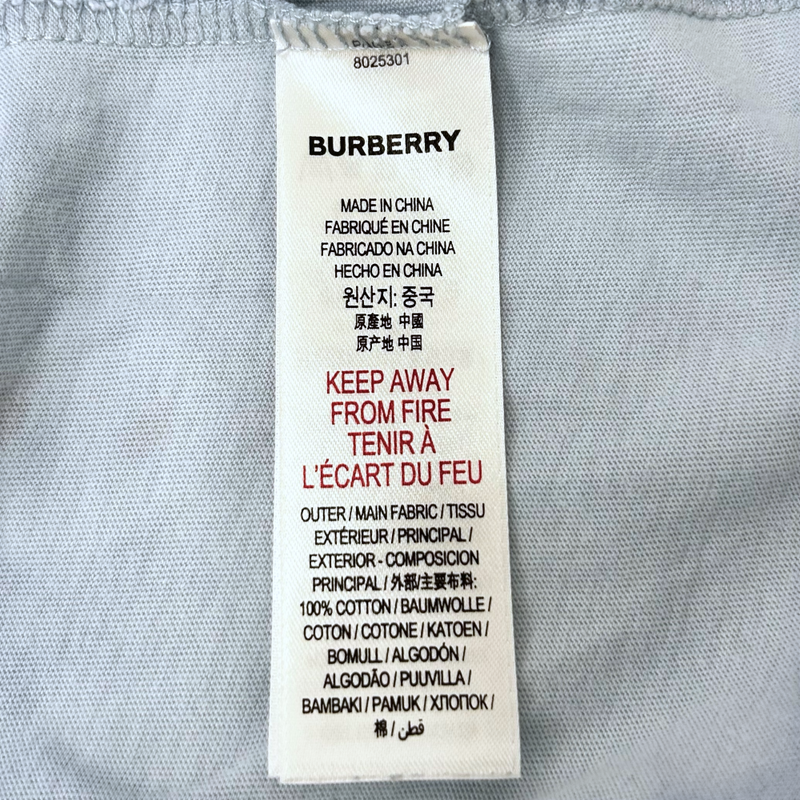 8025301
BURBERRY
MADE IN CHINA
FABRIQUÉ EN CHINE
FABRICADO NA CHINA
HECHO EN CHINA
원산지: 중국
原產地 中國
原产地 中国
KEEP AWAY
FROM FIRE
TENIR À
L'ÉCART DU FEU
OUTER / MAIN FABRIC / TISSU
EXTÉRIEUR / PRINCIPAL /
EXTERIOR - COMPOSICION
PRINCIPAL / 外部/主要布料:
100% COTTON / BAUMWOLLE /
COTON / COTONE / KATOEN /
BOMULL / ALGODÓN /
ALGODÃO / PUUVILLA /
BAMBAKI / PAMUK / ХЛОПОК /
棉 / قطن